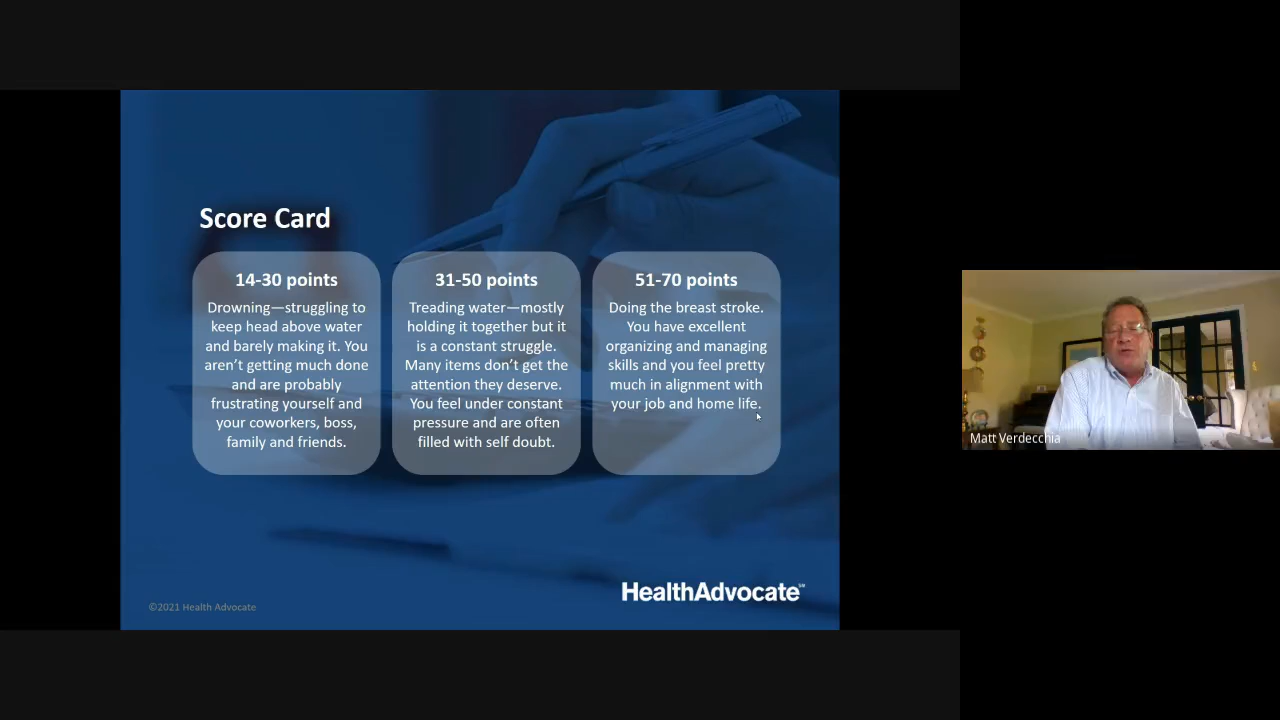 Score Card
14-30 points
Drowning—struggling to
keep head above water
and barely making it. You
aren’t getting much done
and are probably
frustrating yourself and
your coworkers, boss,
family and friends.
31-50 points
Treading water—mostly
holding it together but it
is a constant struggle.
Many items don’t get the
attention they deserve.
You feel under constant
pressure and are often
filled with self doubt.
51-70 points
Doing the breast stroke.
You have excellent
organizing and managing
skills and you feel pretty
much in alignment with
your job and home life.
HealthAdvocate℠
©2021 Health Advocate
Matt Verdecchia